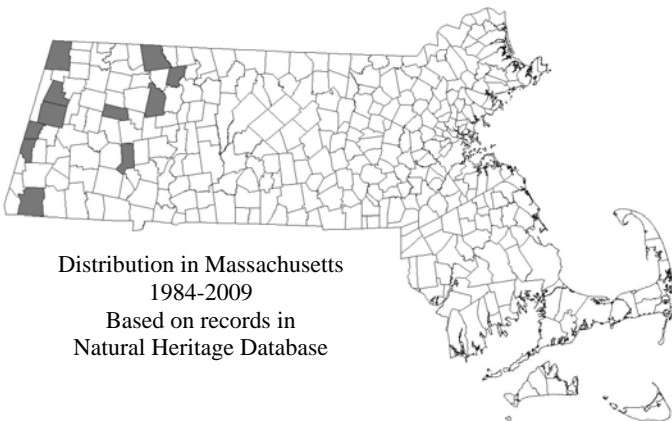 Distribution in Massachusetts
1984-2009
Based on records in
Natural Heritage Database